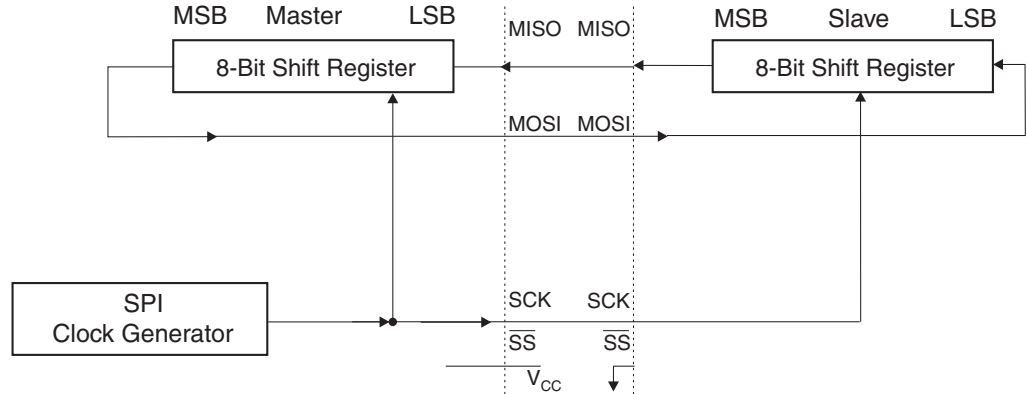 MSB Master LSB
MISO MISO
MSB Slave LSB
8-Bit Shift Register
8-Bit Shift Register
MOSI MOSI
SPI
Clock Generator
SCK SCK
SS SS
VCC